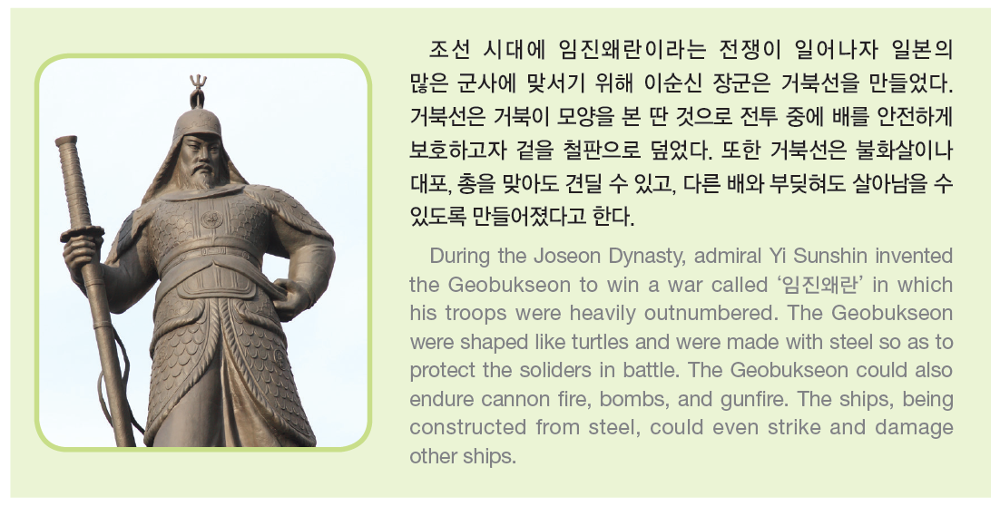 조선 시대에 임진왜란이라는 전쟁이 일어나자 일본의
많은 군사에 맞서기 위해 이순신 장군은 거북선을 만들었다.
거북선은 거북이 모양을 본 딴 것으로 전투 중에 배를 안전하게
보호하고자 겉을 철판으로 덮었다. 또한 거북선은 불화살이나
대포, 총을 맞아도 견딜 수 있고, 다른 배와 부딪혀도 살아남을 수
있도록 만들어졌다고 한다.
During the Joseon Dynasty, admiral Yi Sunshin invented
the Geobukseon to win a war called ‘임진왜란’ in which
his troops were heavily outnumbered. The Geobukseon
were shaped like turtles and were made with steel so as to
protect the soliders in battle. The Geobukseon could also
endure cannon fire, bombs, and gunfire. The ships, being
constructed from steel, could even strike and damage
other ships.